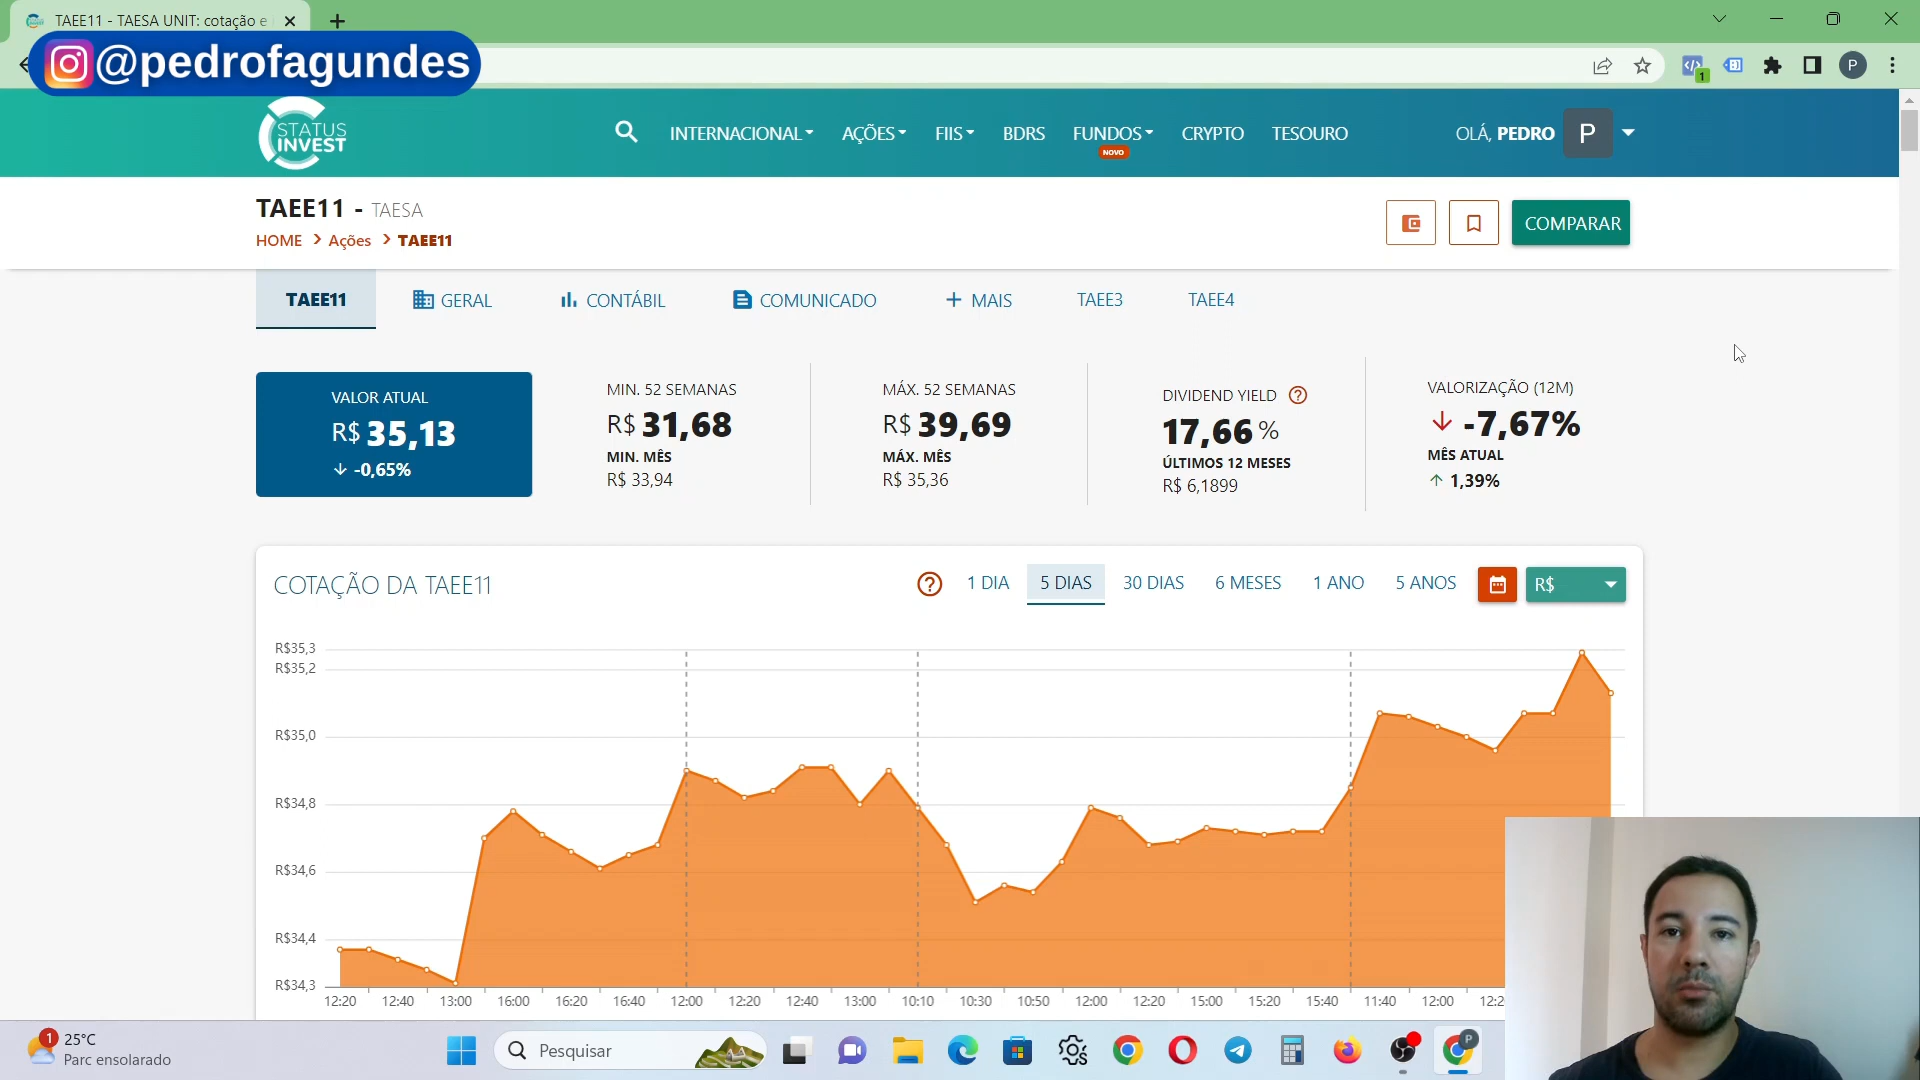 TAEE11 - TAESA UNIT: cotação e
@pedrofagundes
1
P
STATUS INVEST
INTERNACIONAL
AÇÕES
FIIS
BDRS
FUNDOS
NOVO
CRYPTO
TESOURO
OLÁ, PEDRO
P
TAEE11 - TAESA
HOME > Ações > TAEE11
COMPARAR
TAEE11
GERAL
CONTÁBIL
COMUNICADO
+ MAIS
TAEE3
TAEE4
VALOR ATUAL
R$ 35,13
-0,65%
MIN. 52 SEMANAS
R$ 31,68
MIN. MÊS
R$ 33,94
MÁX. 52 SEMANAS
R$ 39,69
MÁX. MÊS
R$ 35,36
DIVIDEND YIELD ?
17,66 %
ÚLTIMOS 12 MESES
R$ 6,1899
VALORIZAÇÃO (12M)
-7,67%
MÊS ATUAL
1,39%
COTAÇÃO DA TAEE11
?
1 DIA
5 DIAS
30 DIAS
6 MESES
1 ANO
5 ANOS
R$
R$35,3
R$35,2
R$35,0
R$34,8
R$34,6
R$34,4
R$34,3
12:20 12:40 13:00 16:00 16:20 16:40 12:00 12:20 12:40 13:00 10:10 10:30 10:50 12:00 12:20 15:00 15:20 15:40 11:40 12:00
1
25°C
Parc ensolarado
Pesquisar
P